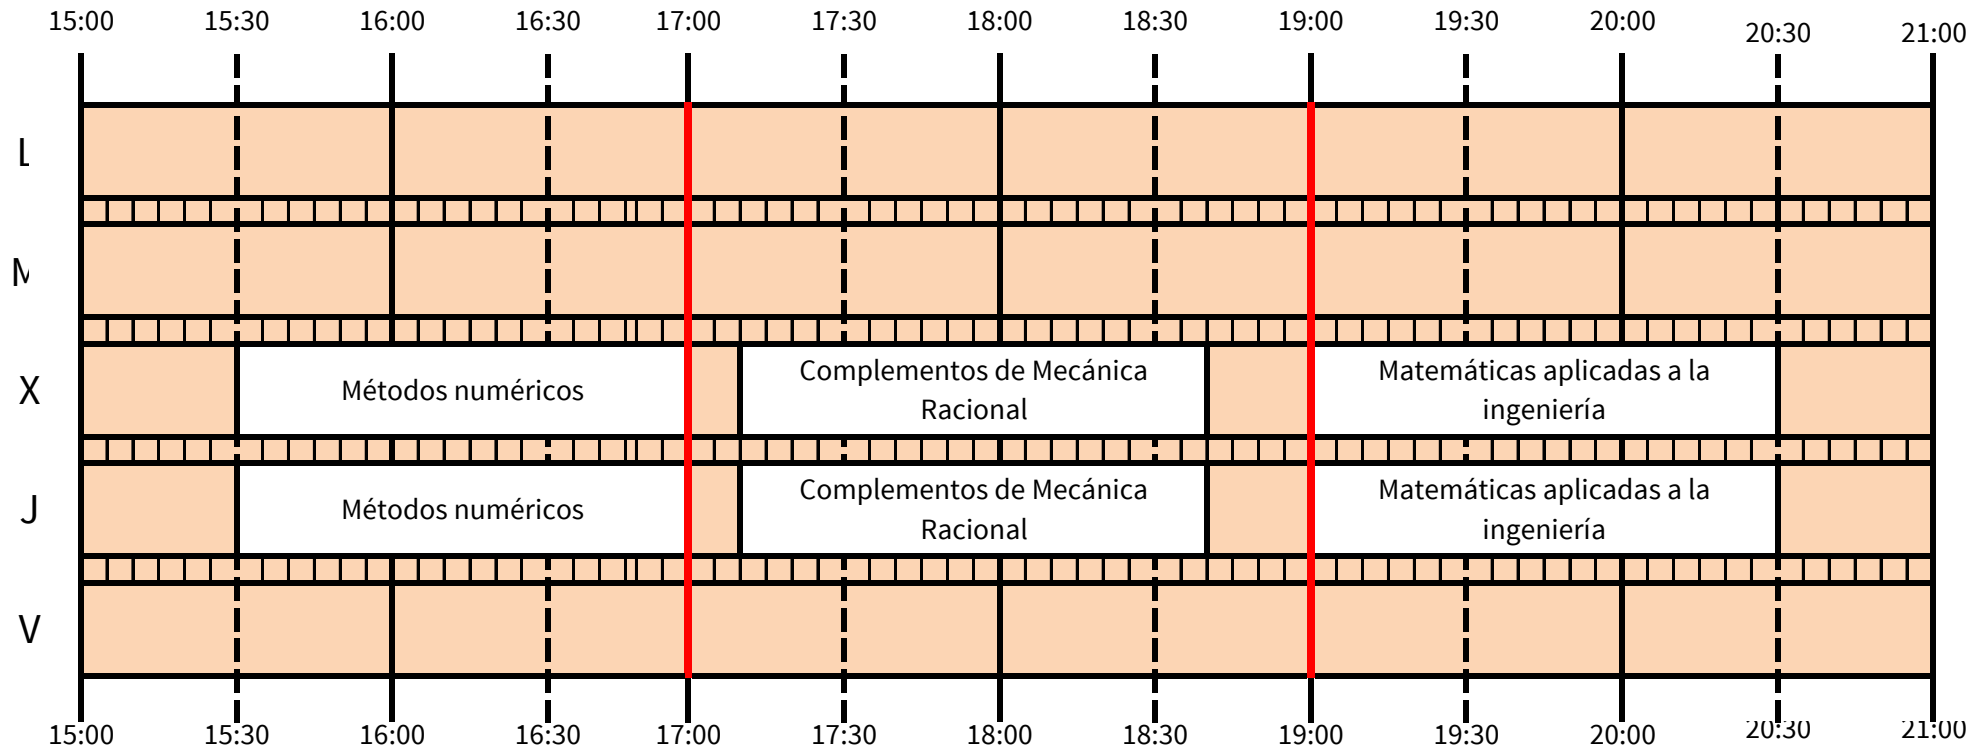 15:00 15:30 16:00 16:30 17:00 17:30 18:00 18:30 19:00 19:30 20:00 20:30 21:00
L
M
X Métodos numéricos Complementos de Mecánica Racional Matemáticas aplicadas a la ingeniería
J Métodos numéricos Complementos de Mecánica Racional Matemáticas aplicadas a la ingeniería
V
15:00 15:30 16:00 16:30 17:00 17:30 18:00 18:30 19:00 19:30 20:00 20:30 21:00